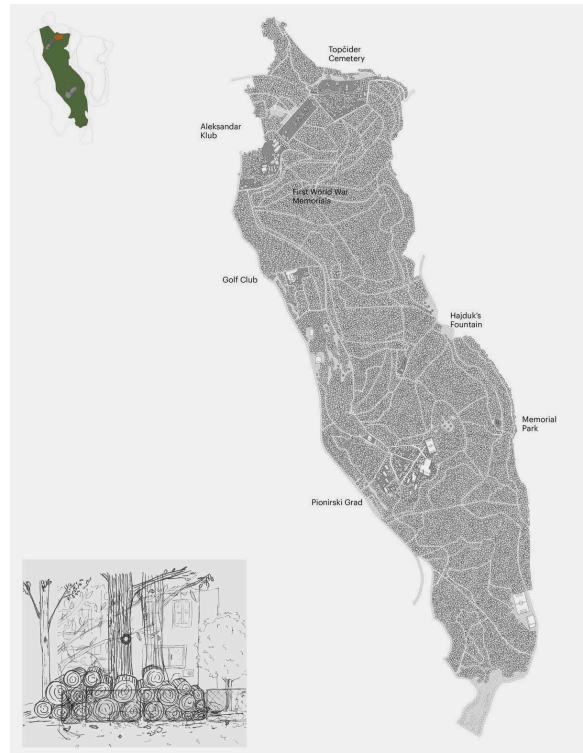 Topčider
Cemetery
Aleksandar
Klub
First World War
Memorials
Golf Club
Hajduk's
Fountain
Memorial
Park
Pionirski Grad